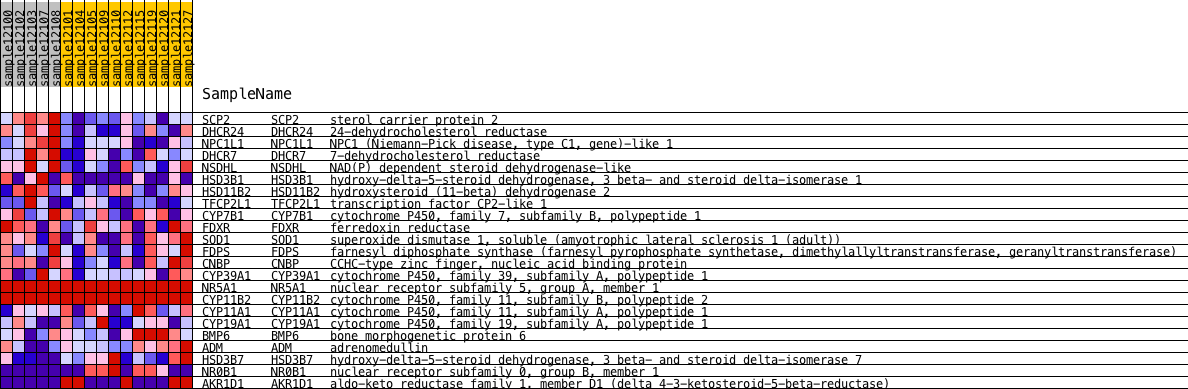 sample12100 sample12102 sample12103 sample12107 sample12108 sample12101 sample12104 sample12105 sample12109 sample12110 sample12112 sample12115 sample12119 sample12120 sample12121 sample12127
SampleName
SCP2 SCP2 sterol carrier protein 2
DHCR24 DHCR24 24-dehydrocholesterol reductase
NPC1L1 NPC1L1 NPC1 (Niemann-Pick disease, type C1, gene)-like 1
DHCR7 DHCR7 7-dehydrocholesterol reductase
NSDHL NSDHL NAD(P) dependent steroid dehydrogenase-like
HSD3B1 HSD3B1 hydroxy-delta-5-steroid dehydrogenase, 3 beta- and steroid delta-isomerase 1
HSD11B2 HSD11B2 hydroxysteroid (11-beta) dehydrogenase 2
TFCP2L1 TFCP2L1 transcription factor CP2-like 1
CYP7B1 CYP7B1 cytochrome P450, family 7, subfamily B, polypeptide 1
FDXR FDXR ferredoxin reductase
SOD1 SOD1 superoxide dismutase 1, soluble (amyotrophic lateral sclerosis 1 (adult))
FDPS FDPS farnesyl diphosphate synthase (farnesyl pyrophosphate synthetase, dimethylallyltranstransferase, geranyltranstransferase)
CNBP CNBP CCHC-type zinc finger, nucleic acid binding protein
CYP39A1 CYP39A1 cytochrome P450, family 39, subfamily A, polypeptide 1
NR5A1 NR5A1 nuclear receptor subfamily 5, group A, member 1
CYP11B2 CYP11B2 cytochrome P450, family 11, subfamily B, polypeptide 2
CYP11A1 CYP11A1 cytochrome P450, family 11, subfamily A, polypeptide 1
CYP19A1 CYP19A1 cytochrome P450, family 19, subfamily A, polypeptide 1
BMP6 BMP6 bone morphogenetic protein 6
ADM ADM adrenomedullin
HSD3B7 HSD3B7 hydroxy-delta-5-steroid dehydrogenase, 3 beta- and steroid delta-isomerase 7
NR0B1 NR0B1 nuclear receptor subfamily 0, group B, member 1
AKR1D1 AKR1D1 aldo-keto reductase family 1, member D1 (delta 4-3-ketosteroid-5-beta-reductase)